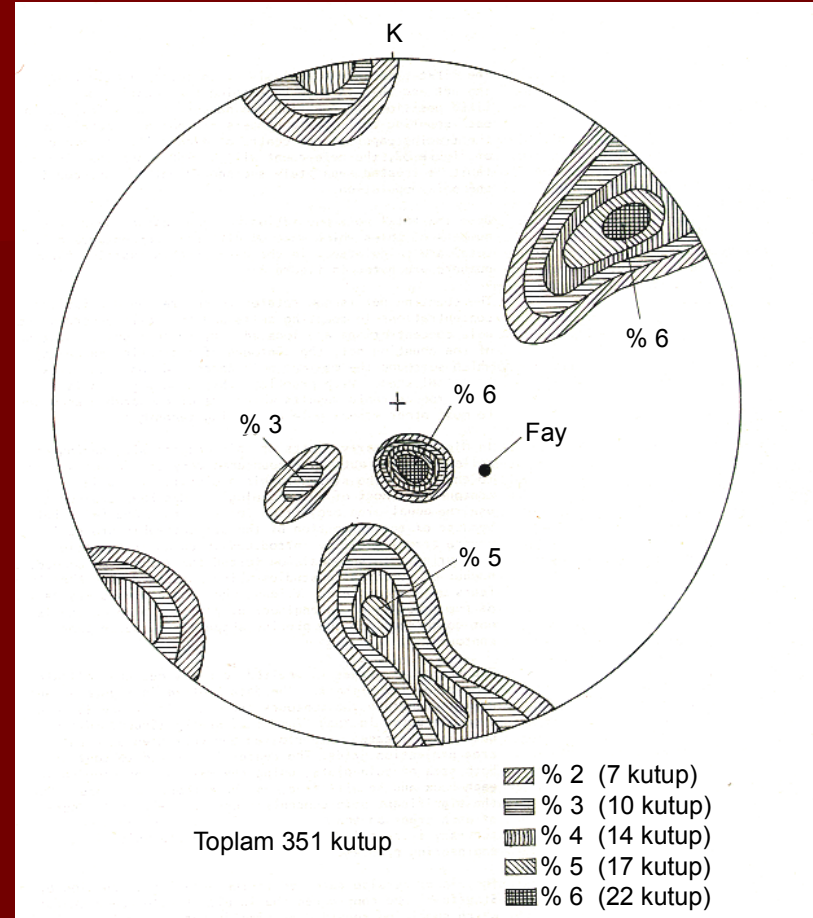 K
% 6
% 6
% 3
Fay
% 5
% 2 (7 kutup)
% 3 (10 kutup)
% 4 (14 kutup)
% 5 (17 kutup)
% 6 (22 kutup)
Toplam 351 kutup